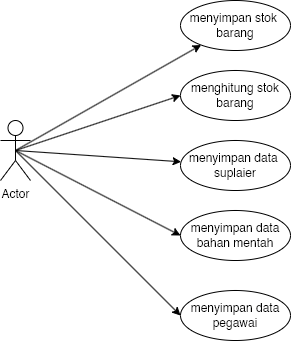 menyimpan stok
barang
menghitung stok
barang
Actor
menyimpan data
suplaier
menyimpan data
bahan mentah
menyimpan data
pegawai